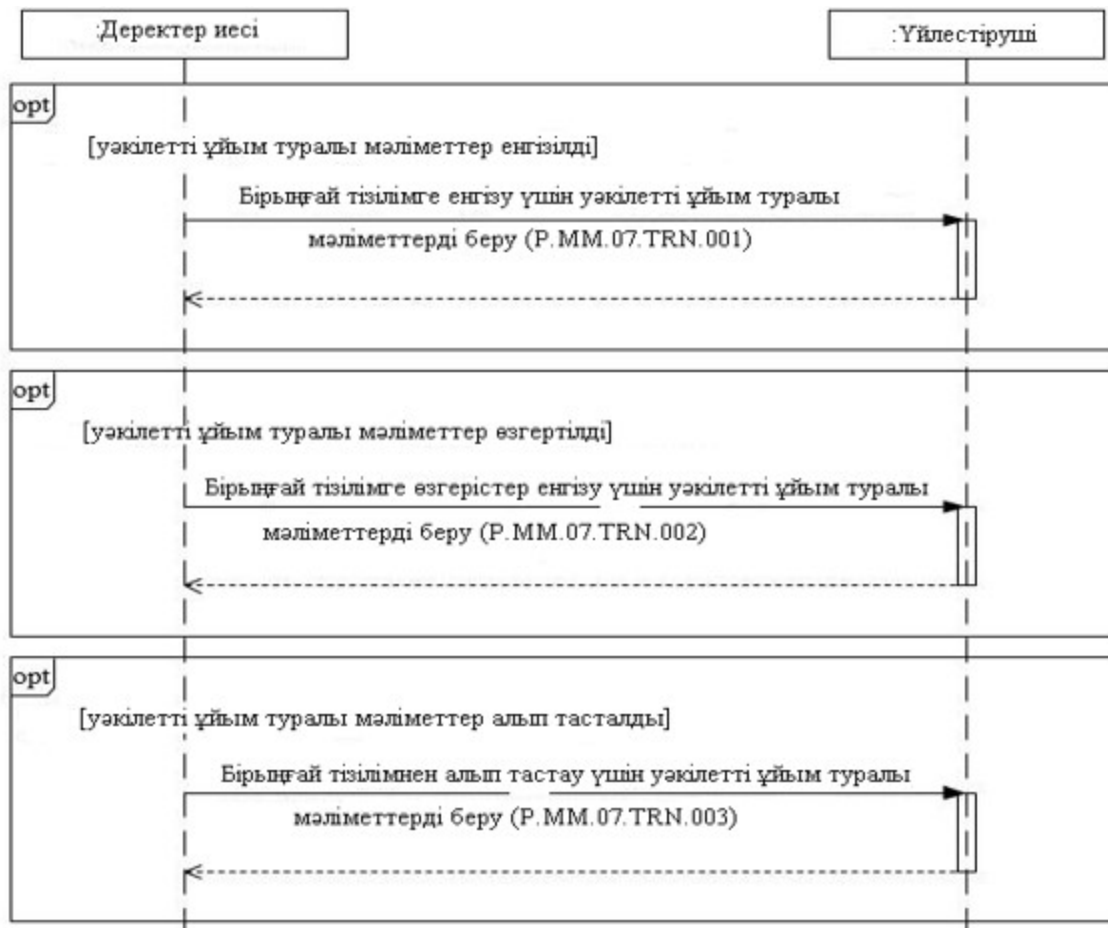 :Деректер иесі
:Үйлестіруші
opt
[уәкілетті ұйым туралы мәліметтер енгізілді]
Бірыңғай тізілімге енгізу үшін уәкілетті ұйым туралы
мәліметтерді беру (P.MM.07.TRN.001)
opt
[уәкілетті ұйым туралы мәліметтер өзгертілді]
Бірыңғай тізілімге өзгерістер енгізу үшін уәкілетті ұйым туралы
мәліметтерді беру (P.MM.07.TRN.002)
opt
[уәкілетті ұйым туралы мәліметтер алып тасталды]
Бірыңғай тізілімнен алып тастау үшін уәкілетті ұйым туралы
мәліметтерді беру (P.MM.07.TRN.003)